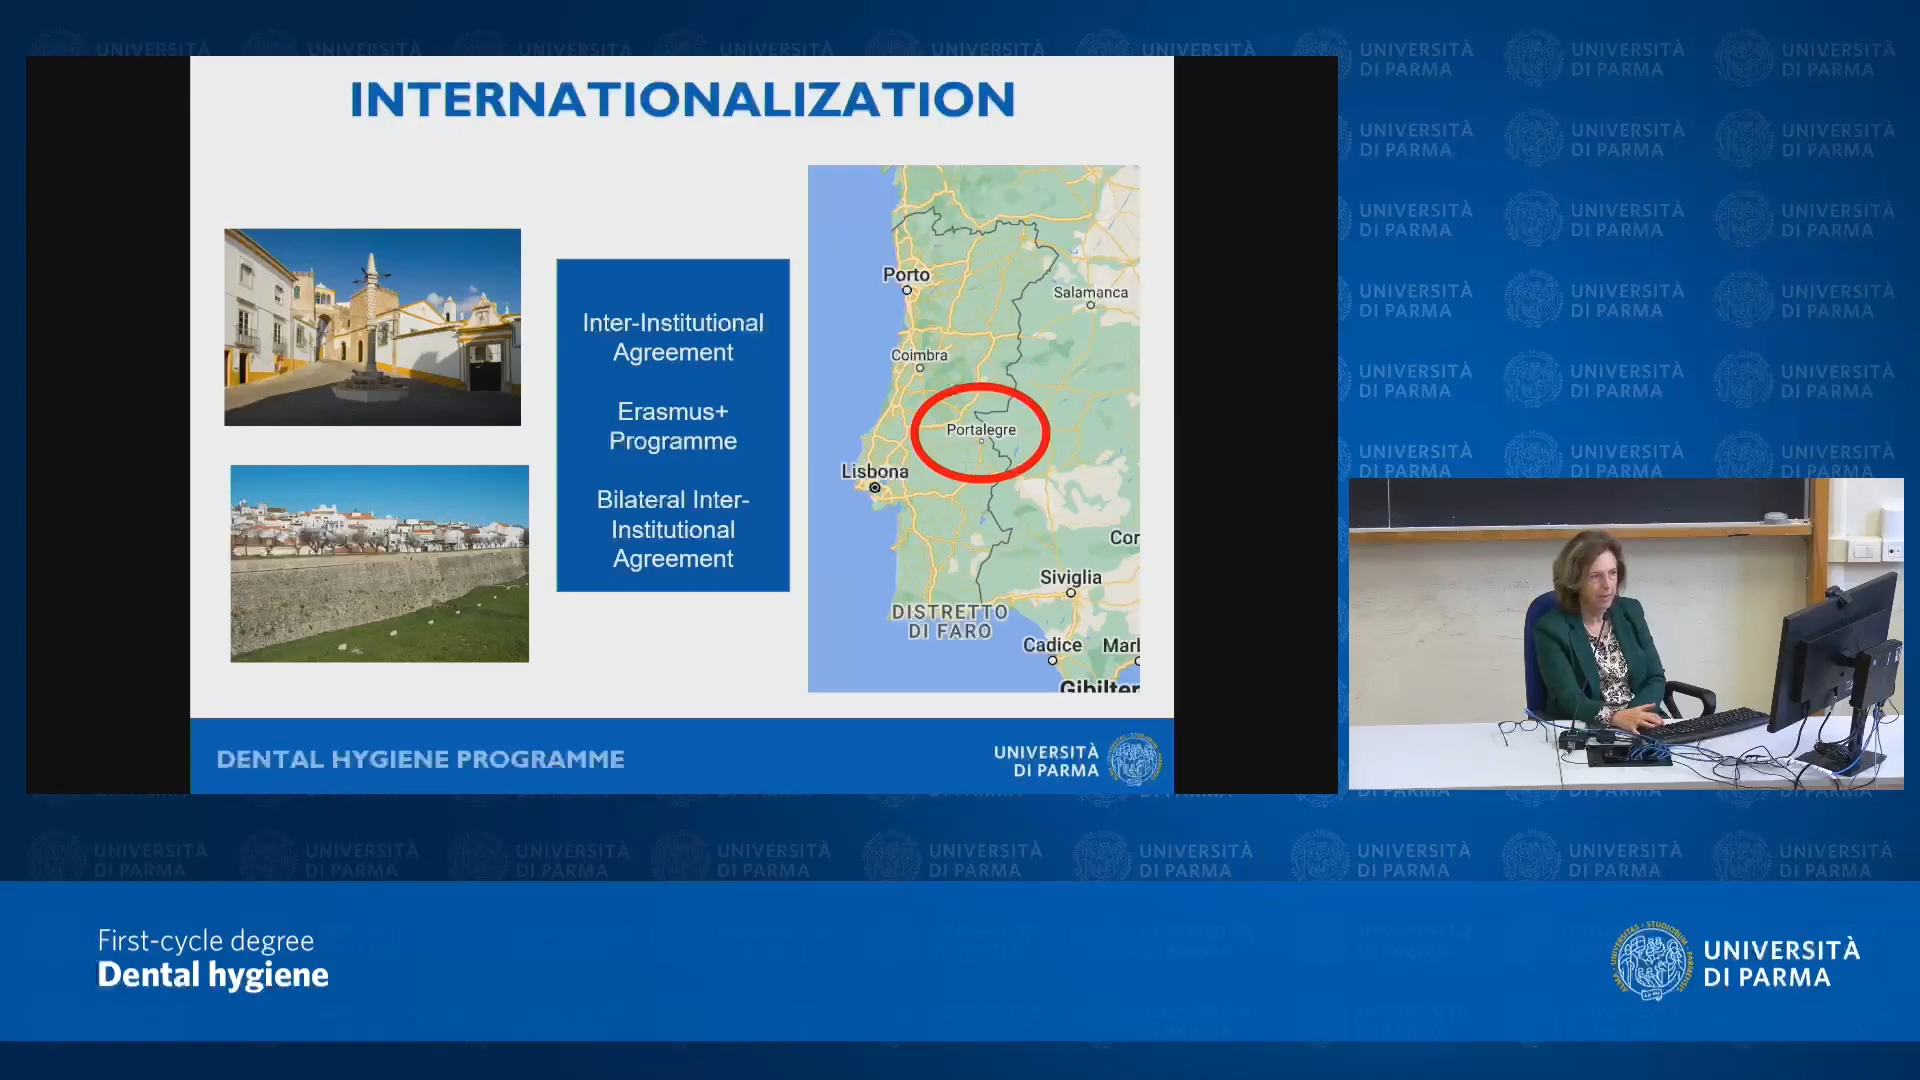 INTERNATIONALIZATION
Inter-Institutional
Agreement
Erasmus+
Programme
Bilateral Inter-
Institutional
Agreement
Porto
Salamanca
Coimbra
Portalegre
Lisbona
Cor
Siviglia
DISTRETTO
DI FARO
Cadice
Marl
Gibilter
DENTAL HYGIENE PROGRAMME
UNIVERSITÀ
DI PARMA
First-cycle degree
Dental hygiene
UNIVERSITÀ
DI PARMA